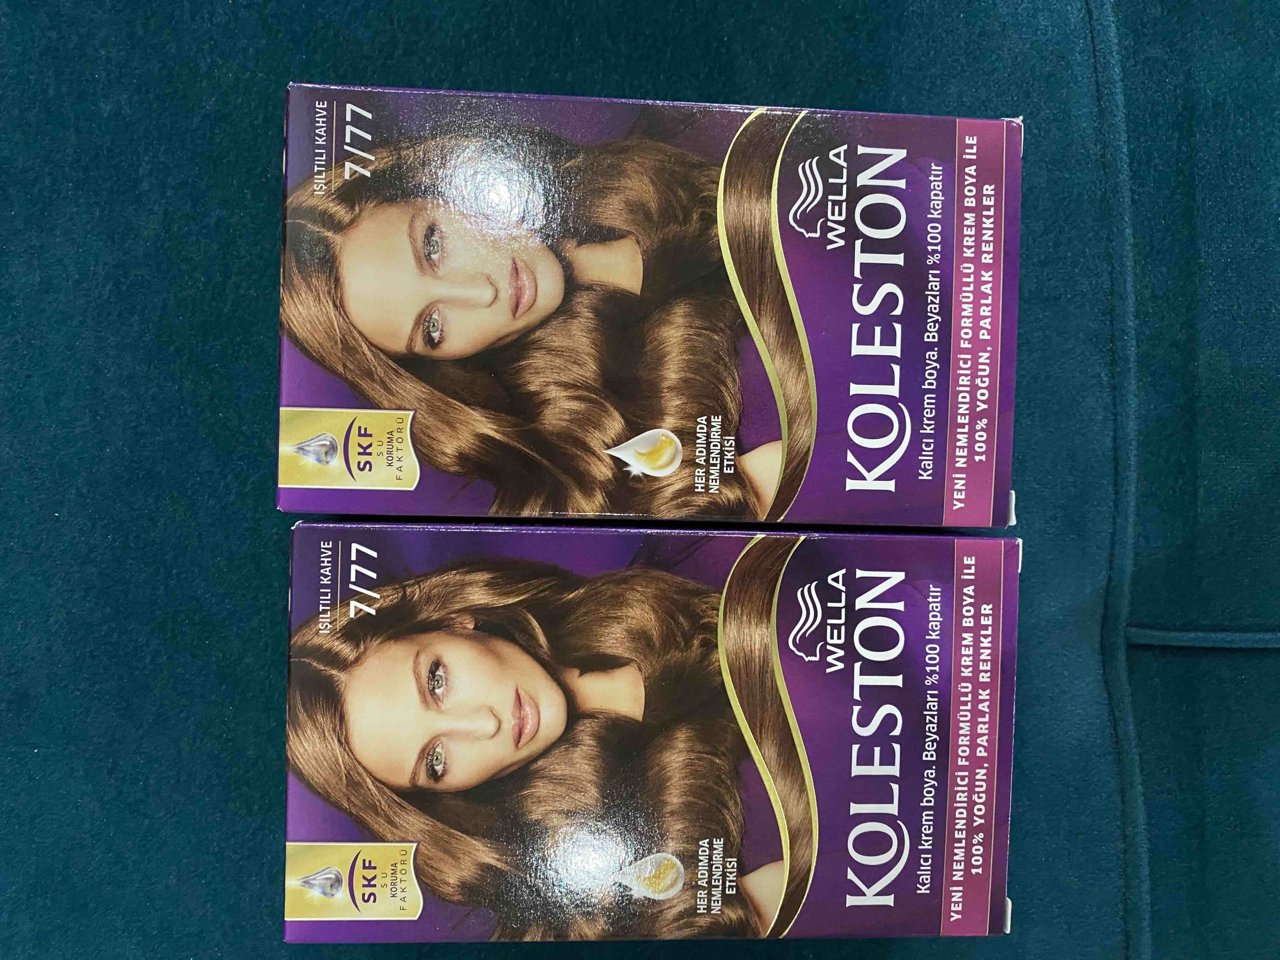 IŞILTILI KAHVE
7/77
SKF
SU
KORUMA
FAKTÖRÜ
HER ADIMDA
NEMLENDİRME
ETKİSİ
WELLA
KOLESTON
Kalıcı krem boya. Beyazları %100 kapatır
YENİ NEMLENDİRİCİ FORMÜLLÜ KREM BOYA İLE
100% YOĞUN, PARLAK RENKLER
IŞILTILI KAHVE
7/77
SKF
SU
KORUMA
FAKTÖRÜ
HER ADIMDA
NEMLENDİRME
ETKİSİ
WELLA
KOLESTON
Kalıcı krem boya. Beyazları %100 kapatır
YENİ NEMLENDİRİCİ FORMÜLLÜ KREM BOYA İLE
100% YOĞUN, PARLAK RENKLER